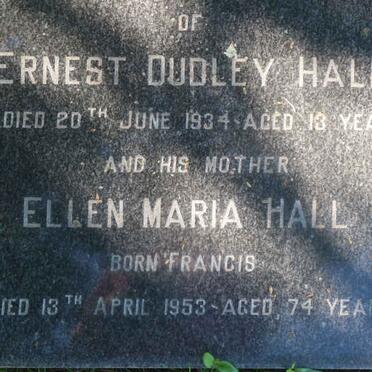 OF
ERNEST DUDLEY HALL
DIED 20TH JUNE 1934-AGED 13 YEA
AND HIS MOTHER
ELLEN MARIA HALL
BORN FRANCIS
IED 13TH APRIL 1953-AGED 74 YEAR